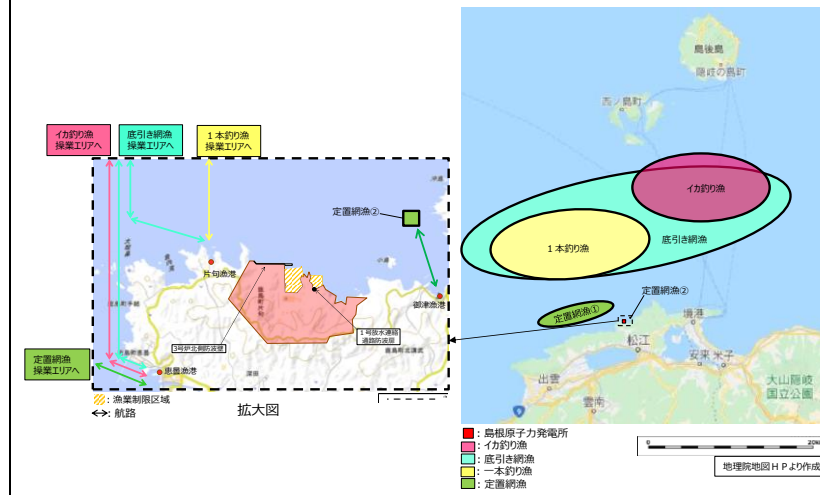 イカ釣り漁
操業エリアへ
底引き網漁
操業エリアへ
1本釣り漁
操業エリアへ
定置網漁②
片句漁港
御津漁港
3号炉北側防波壁
1号放水連絡
通路防波扉
恵曇漁港
定置網漁
操業エリアへ
：漁業制限区域
：航路
拡大図
島後島
隠岐の島町
西ノ島町
イカ釣り漁
底引き網漁
1本釣り漁
定置網漁①
定置網漁②
境港
松江
安来
米子
出雲
雲南
大山隠岐
国立公園
9
：島根原子力発電所
：イカ釣り漁
：底引き網漁
：一本釣り漁
：定置網漁
0
地理院地図ＨＰより作成